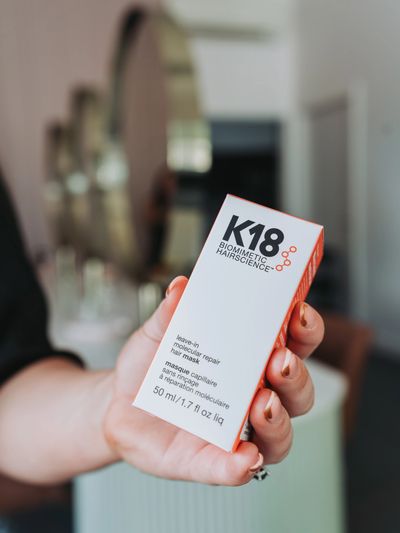 K18
BIOMIMETIC
HAIRSCIENCE™
leave-in
molecular repair
hair mask
masque capillaire
sans rinçage
à réparation moléculaire
50 ml/1.7 fl oz liq